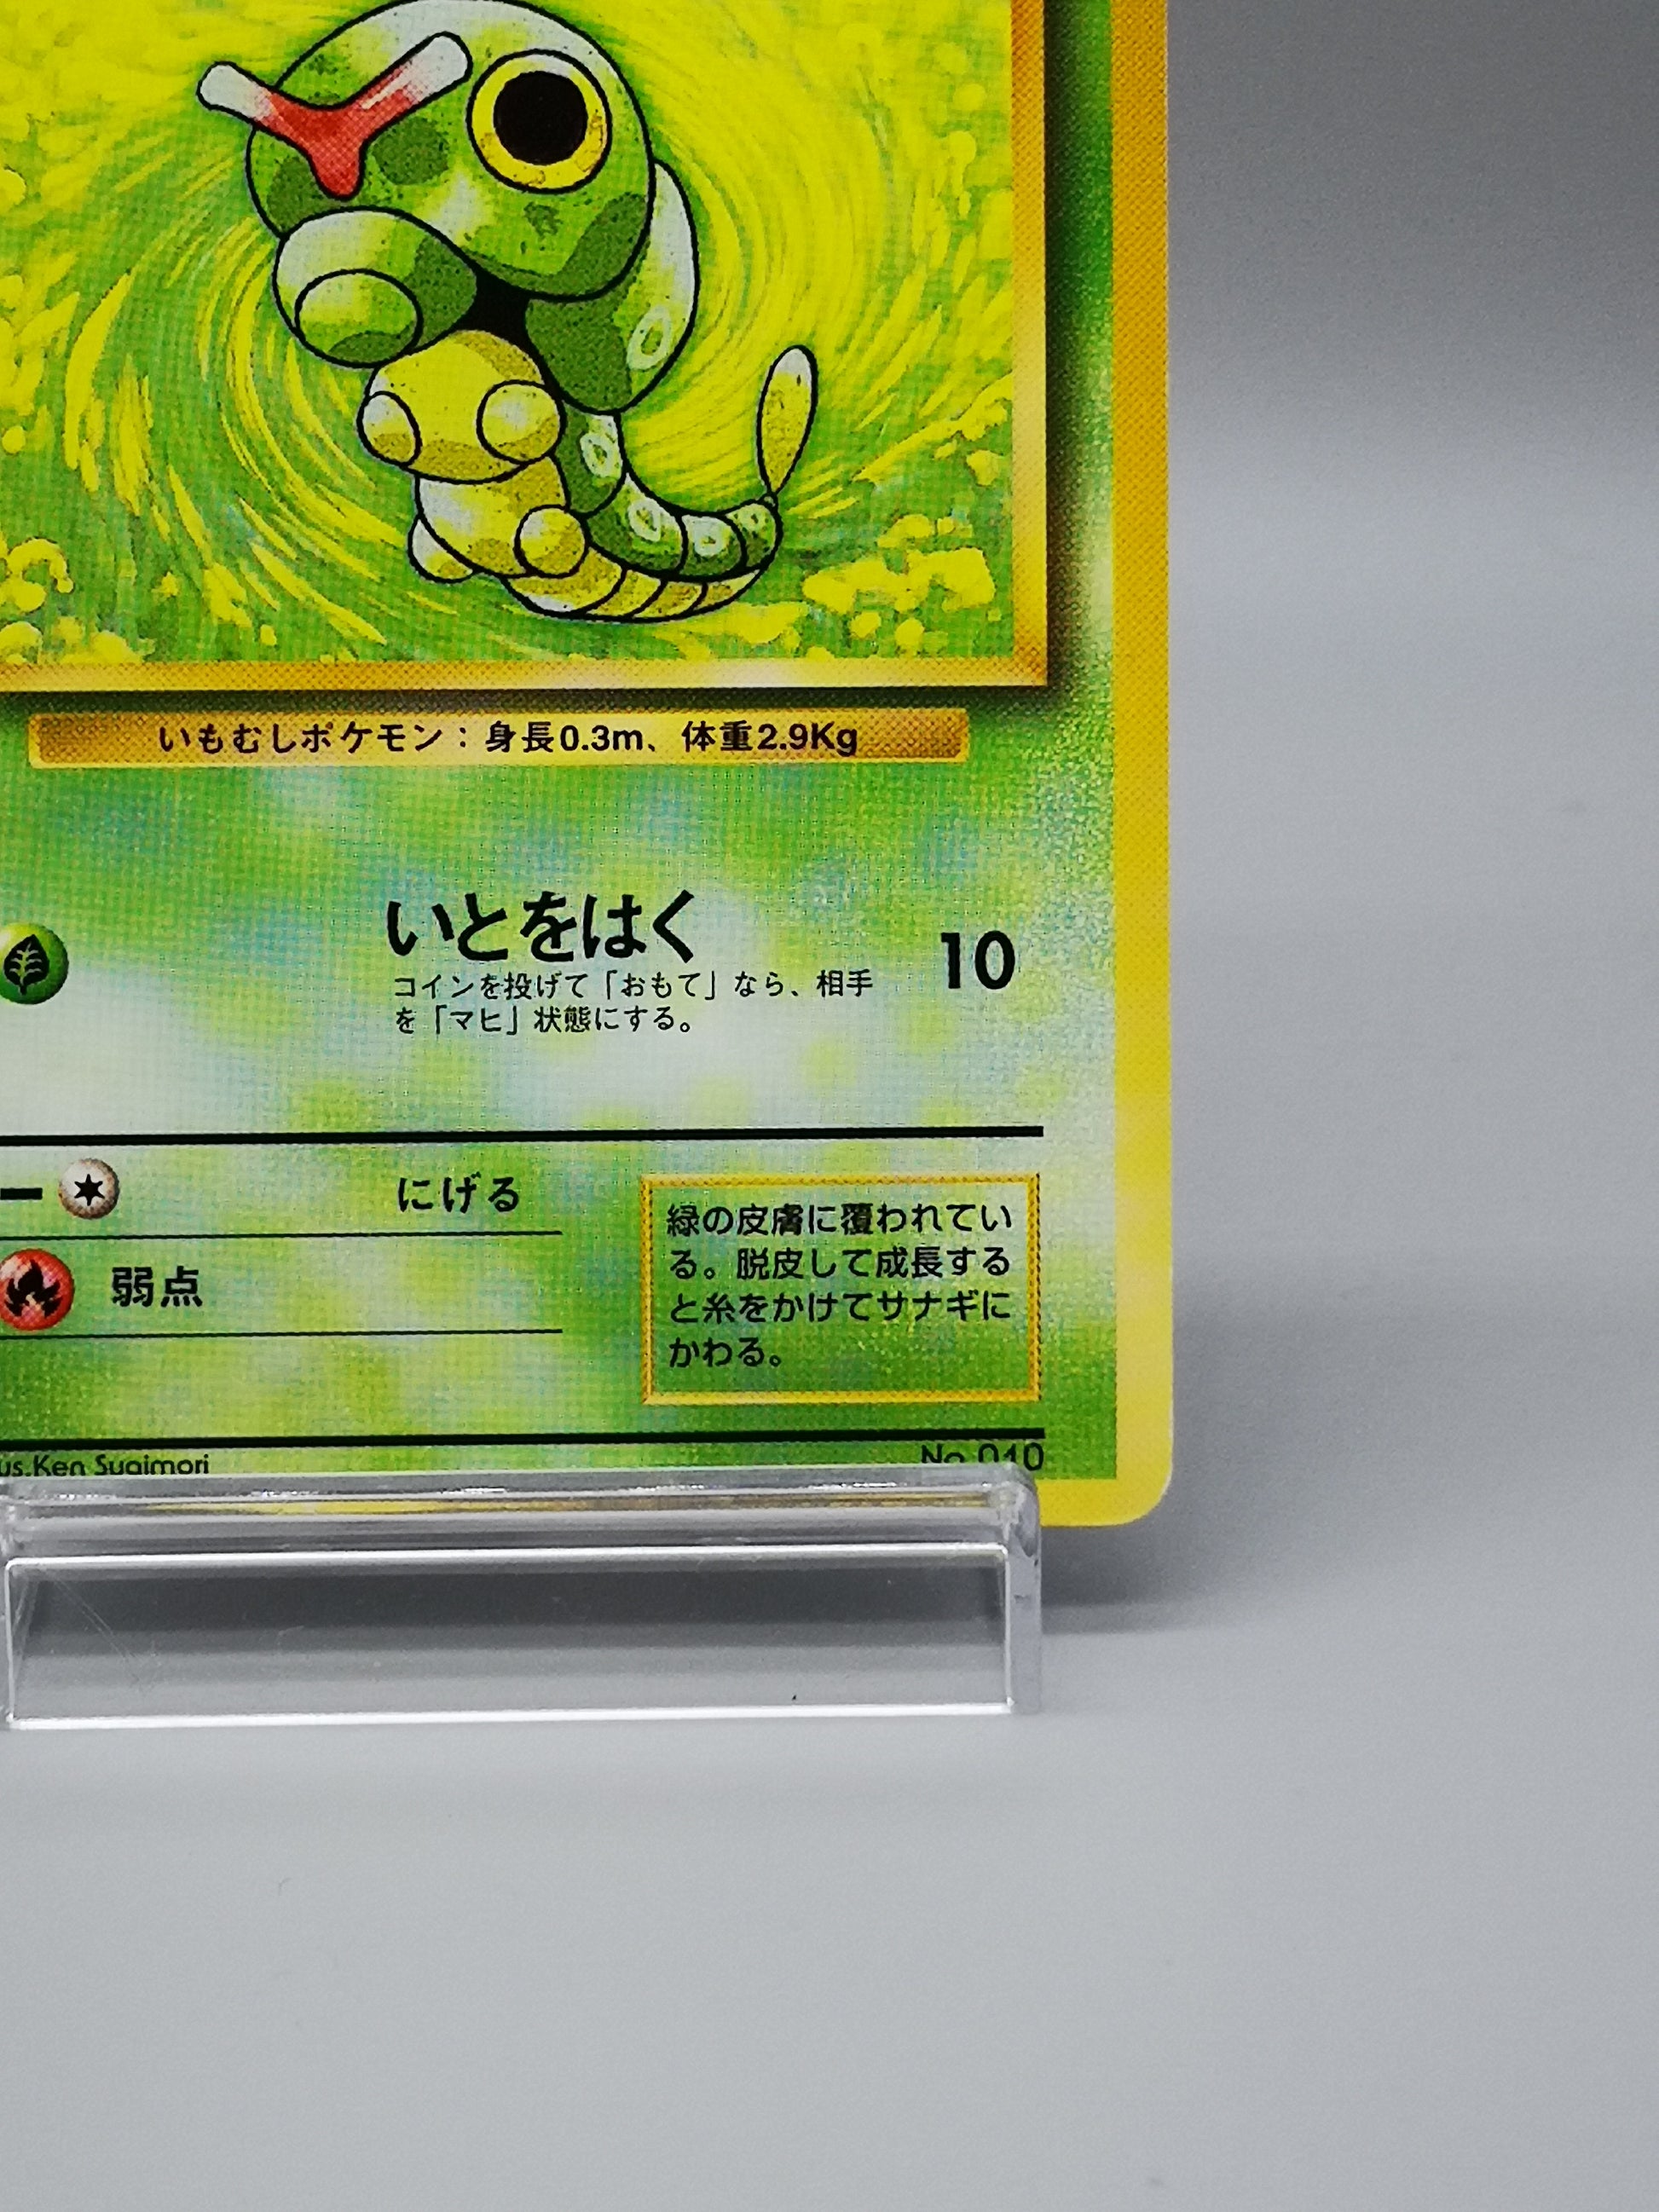 いもむしポケモン：身長0.3m、体重2.9Kg
いとをはく 10
コインを投げて「おもて」なら、相手
を「マヒ」状態にする。
ー にげる
弱点
緑の皮膚に覆われてい
る。脱皮して成長する
と糸をかけてサナギに
かわる。
us.Ken Sugimori No.010